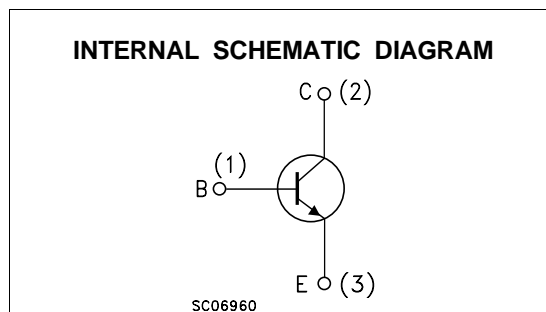 INTERNAL SCHEMATIC DIAGRAM
C (2)
(1)
B
E (3)
SC06960